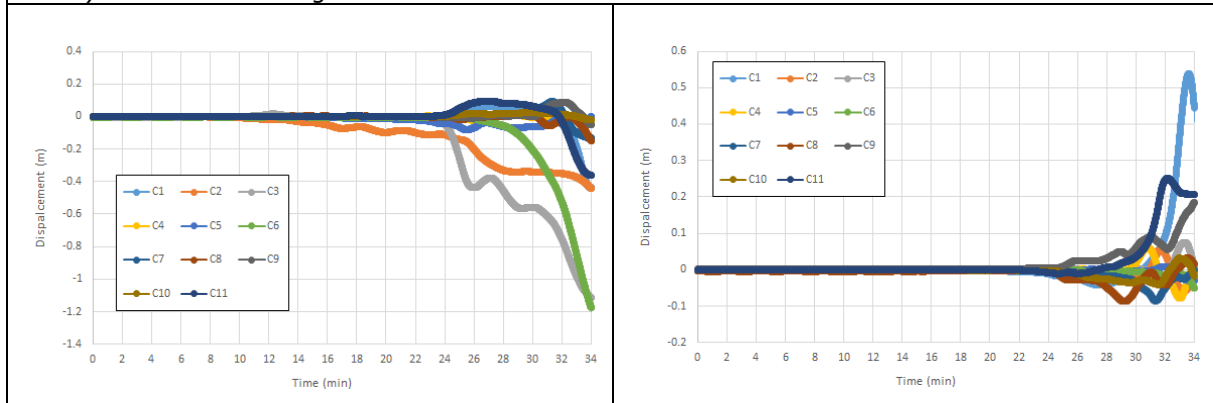 0.4
0.2
0
-0.2
-0.4
-0.6
-0.8
-1
-1.2
-1.4
Dispalcement (m)
C1 C2 C3
C4 C5 C6
C7 C8 C9
C10 C11
0 2 4 6 8 10 12 14 16 18 20 22 24 26 28 30 32 34
Time (min)
0.6
0.5
0.4
0.3
0.2
0.1
0
-0.1
-0.2
Dispalcement (m)
C1 C2 C3
C4 C5 C6
C7 C8 C9
C10 C11
0 2 4 6 8 10 12 14 16 18 20 22 24 26 28 30 32 34
Time (min)